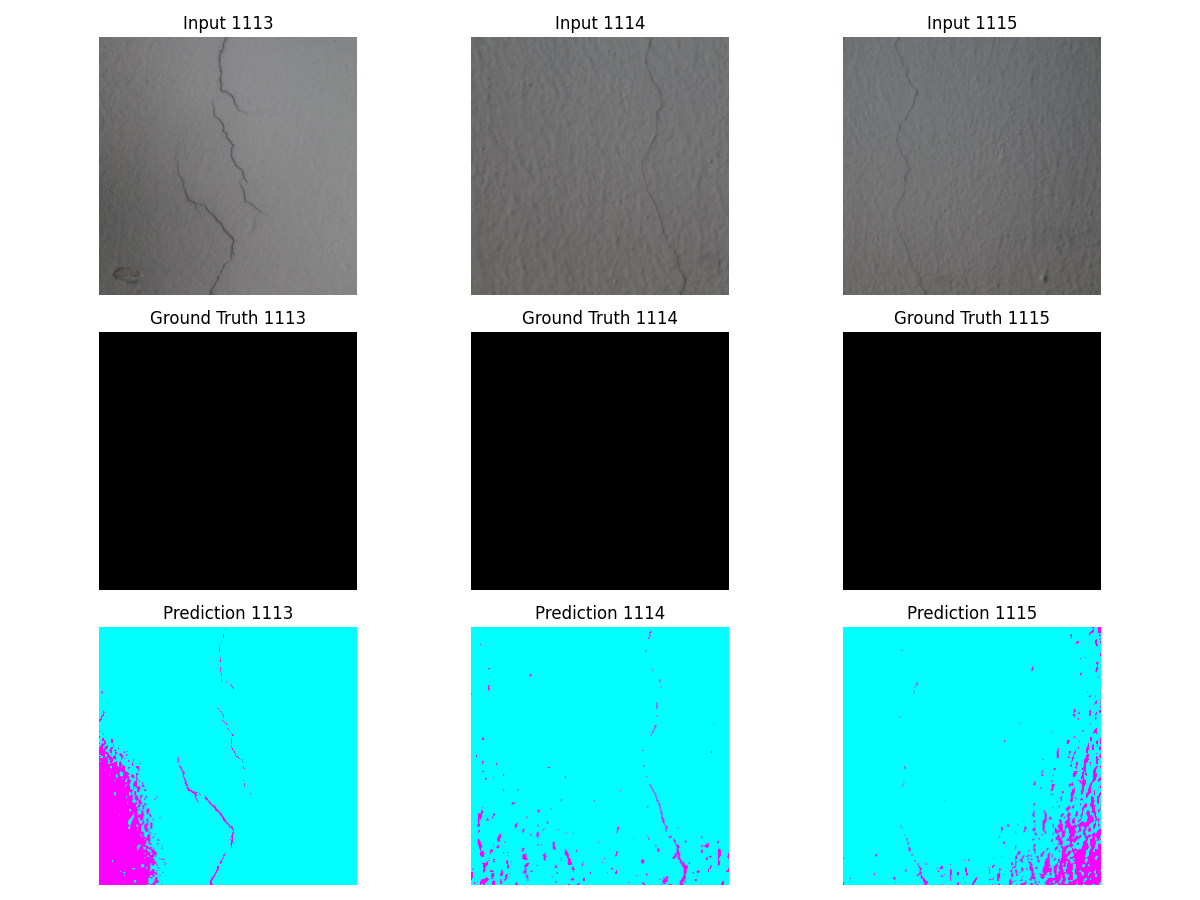 Input 1113
Input 1114
Input 1115
Ground Truth 1113
Ground Truth 1114
Ground Truth 1115
Prediction 1113
Prediction 1114
Prediction 1115